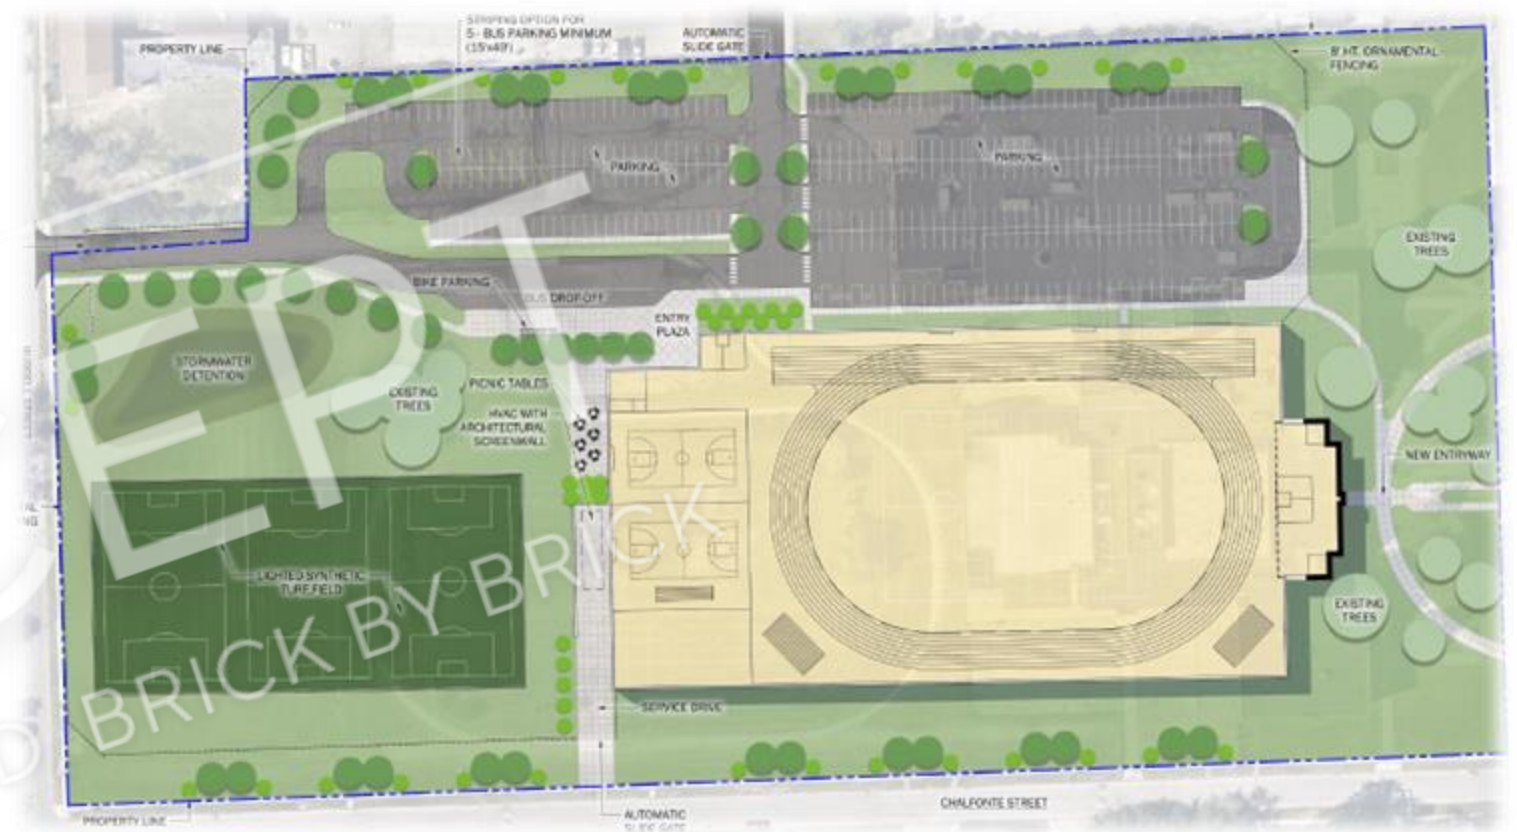 STRIPING OPTION FOR
5 - BUS PARKING MINIMUM
(15'x40')
AUTOMATIC
SLIDE GATE
PROPERTY LINE
8' HT. ORNAMENTAL
FENCING
PARKING
PARKING
EXISTING
TREES
BIKE PARKING
BUS DROP-OFF
ENTRY
PLAZA
STORMWATER
DETENTION
EXISTING
TREES
PICNIC TABLES
HVAC WITH
ARCHITECTURAL
SCREENWALL
NEW ENTRYWAY
LIGHTED SYNTHETIC
TURF FIELD
EXISTING
TREES
SERVICE DRIVE
CHALFONTE STREET
PROPERTY LINE
AUTOMATIC
SLIDE GATE
CEPT
BRICK BY BRICK